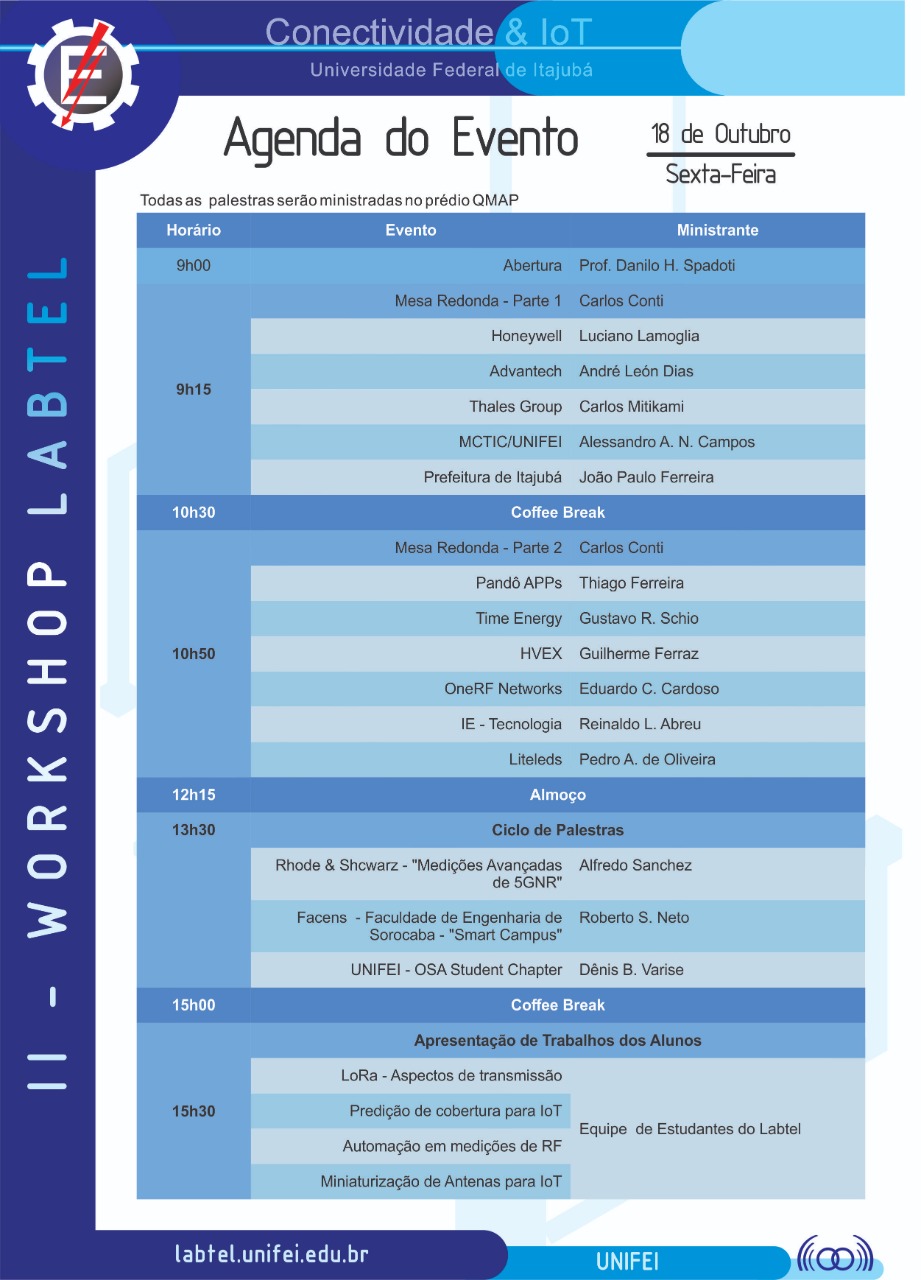 Conectividade & IoT
Universidade Federal de Itajubá
E
Agenda do Evento
18 de Outubro
Sexta-Feira
Todas as palestras serão ministradas no prédio QMAP
II - WORKSHOP LABTEL
Horário Evento Ministrante
9h00 Abertura Prof. Danilo H. Spadoti
9h15
Mesa Redonda - Parte 1 Carlos Conti
Honeywell Luciano Lamoglia
Advantech André León Dias
Thales Group Carlos Mitikami
MCTIC/UNIFEI Alessandro A. N. Campos
Prefeitura de Itajubá João Paulo Ferreira
10h30 Coffee Break
10h50
Mesa Redonda - Parte 2 Carlos Conti
Pandô APPs Thiago Ferreira
Time Energy Gustavo R. Schio
HVEX Guilherme Ferraz
OneRF Networks Eduardo C. Cardoso
IE - Tecnologia Reinaldo L. Abreu
Liteleds Pedro A. de Oliveira
12h15 Almoço
13h30 Ciclo de Palestras
Rhode & Shcwarz - "Medições Avançadas Alfredo Sanchez
de 5GNR"
Facens - Faculdade de Engenharia de Roberto S. Neto
Sorocaba - "Smart Campus"
UNIFEI - OSA Student Chapter Dênis B. Varise
15h00 Coffee Break
15h30
Apresentação de Trabalhos dos Alunos
LoRa - Aspectos de transmissão
Predição de cobertura para IoT
Equipe de Estudantes do Labtel
Automação em medições de RF
Miniaturização de Antenas para IoT
labtel.unifei.edu.br
UNIFEI